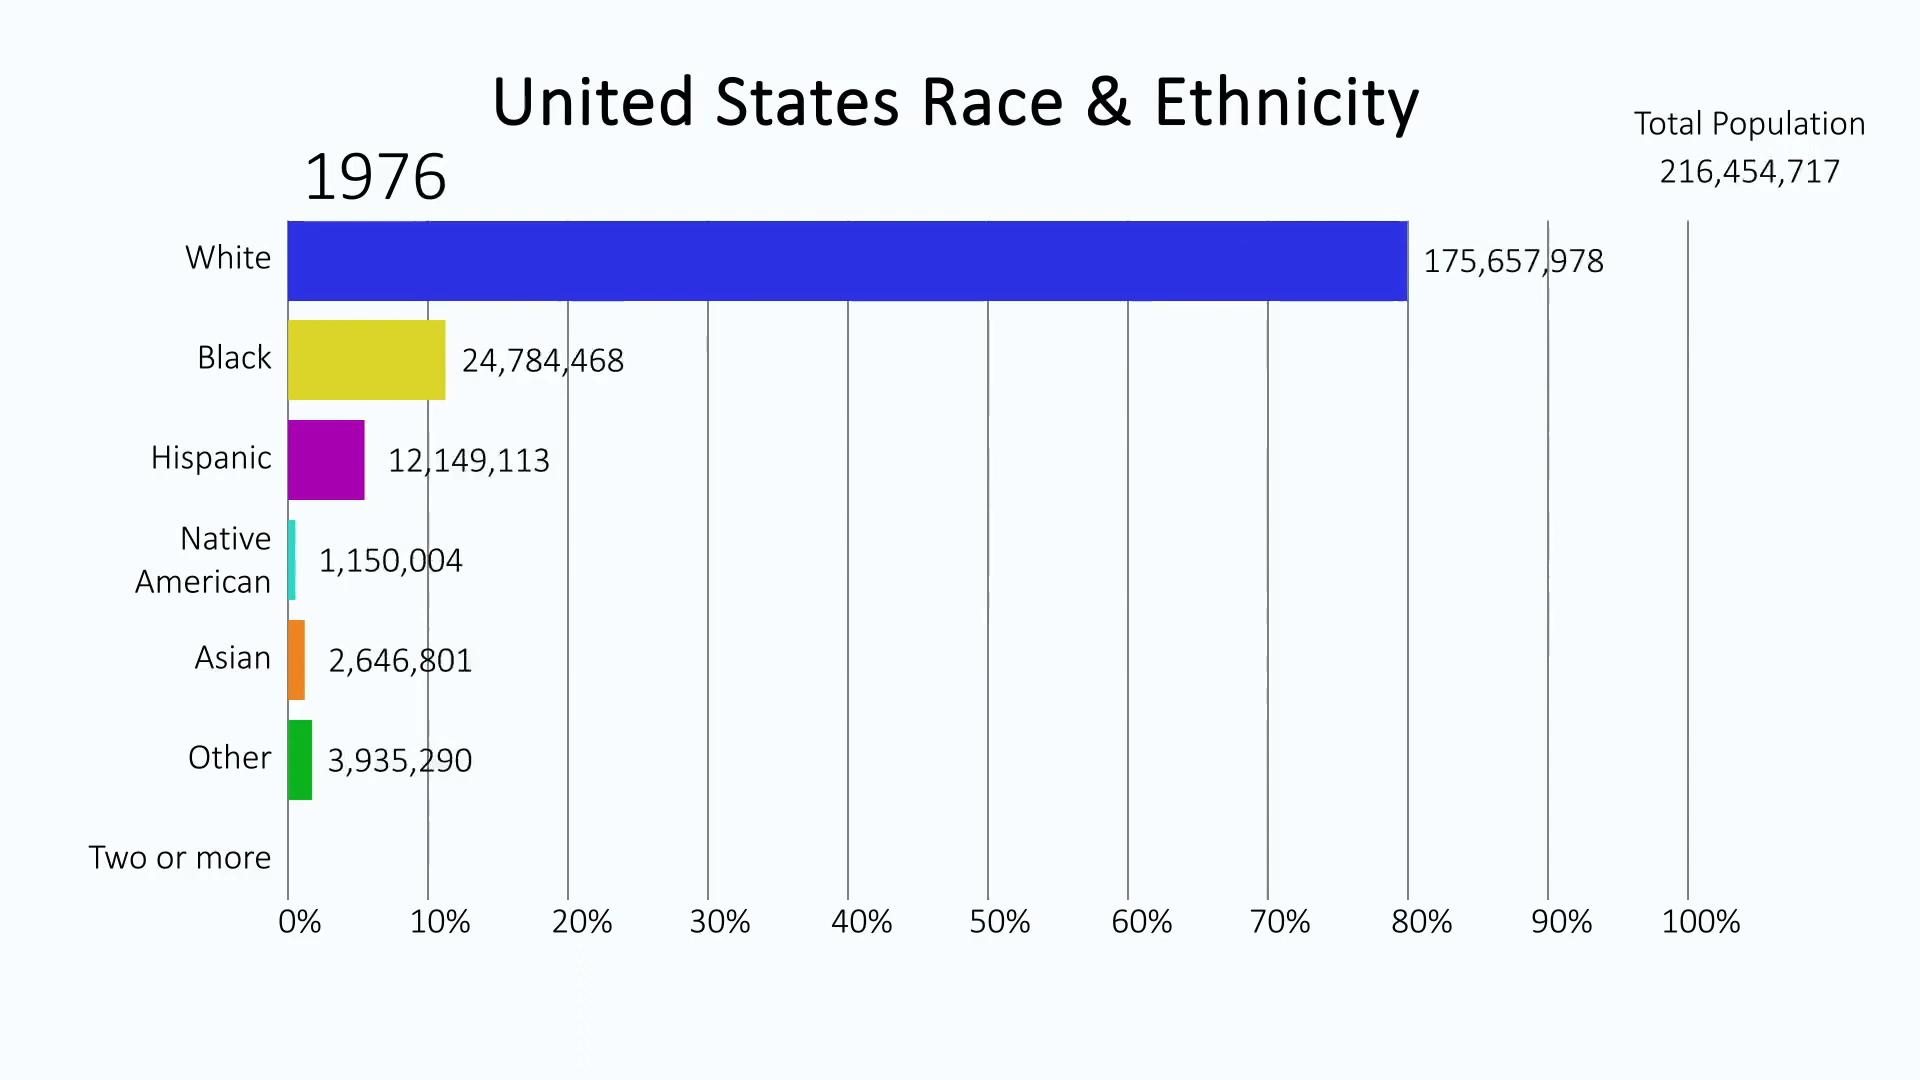 United States Race & Ethnicity
Total Population
216,454,717
1976
White
175,657,978
Black
24,784,468
Hispanic
12,149,113
Native
American
1,150,004
Asian
2,646,801
Other
3,935,290
Two or more
0% 10% 20% 30% 40% 50% 60% 70% 80% 90% 100%